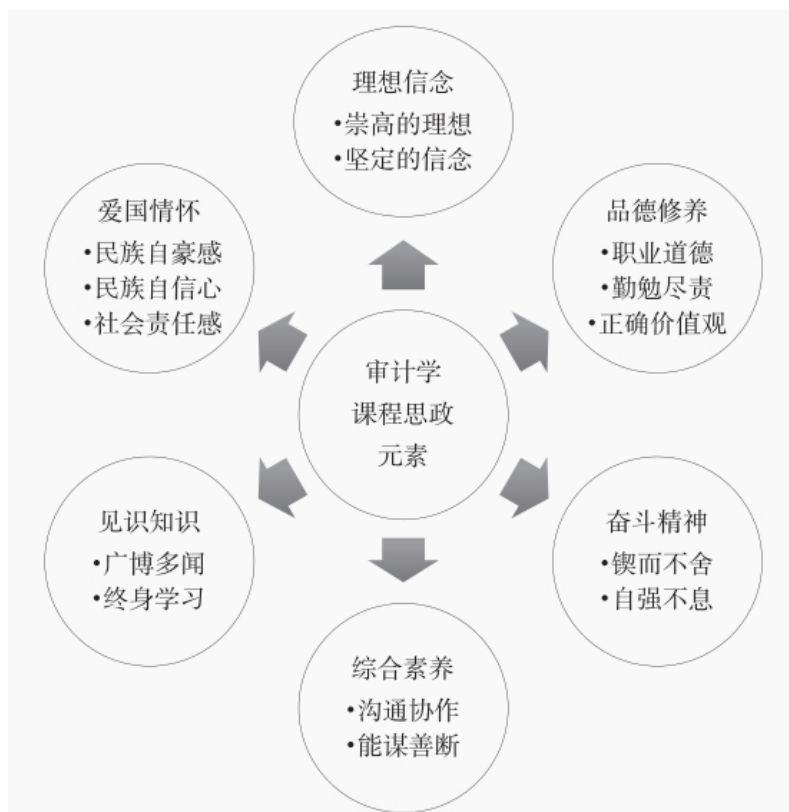 理想信念
•崇高的理想
•坚定的信念
爱国情怀
•民族自豪感
•民族自信心
•社会责任感
品德修养
•职业道德
•勤勉尽责
•正确价值观
审计学
课程思政
元素
见识知识
•广博多闻
•终身学习
奋斗精神
•锲而不舍
•自强不息
综合素养
•沟通协作
•能谋善断